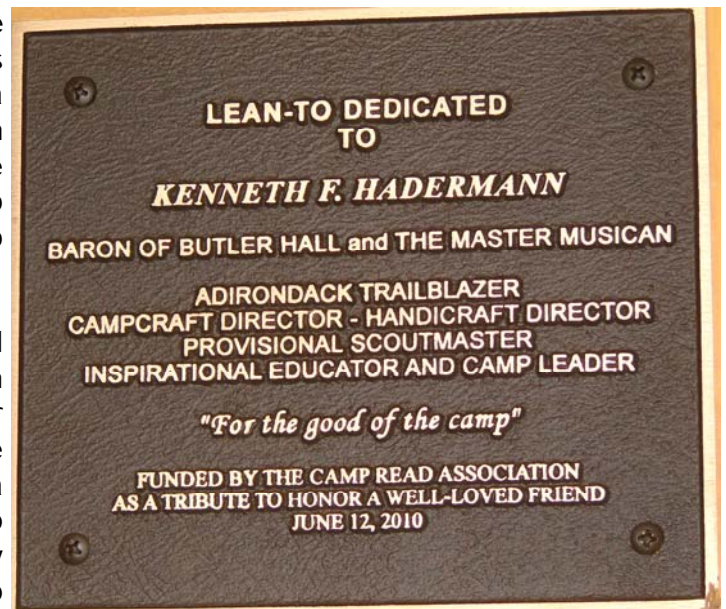 LEAN-TO DEDICATED
TO
KENNETH F. HADERMANN
BARON OF BUTLER HALL and THE MASTER MUSICAN
ADIRONDACK TRAILBLAZER
CAMPCRAFT DIRECTOR - HANDICRAFT DIRECTOR
PROVISIONAL SCOUTMASTER
INSPIRATIONAL EDUCATOR AND CAMP LEADER
"For the good of the camp"
FUNDED BY THE CAMP READ ASSOCIATION
AS A TRIBUTE TO HONOR A WELL-LOVED FRIEND
JUNE 12, 2010